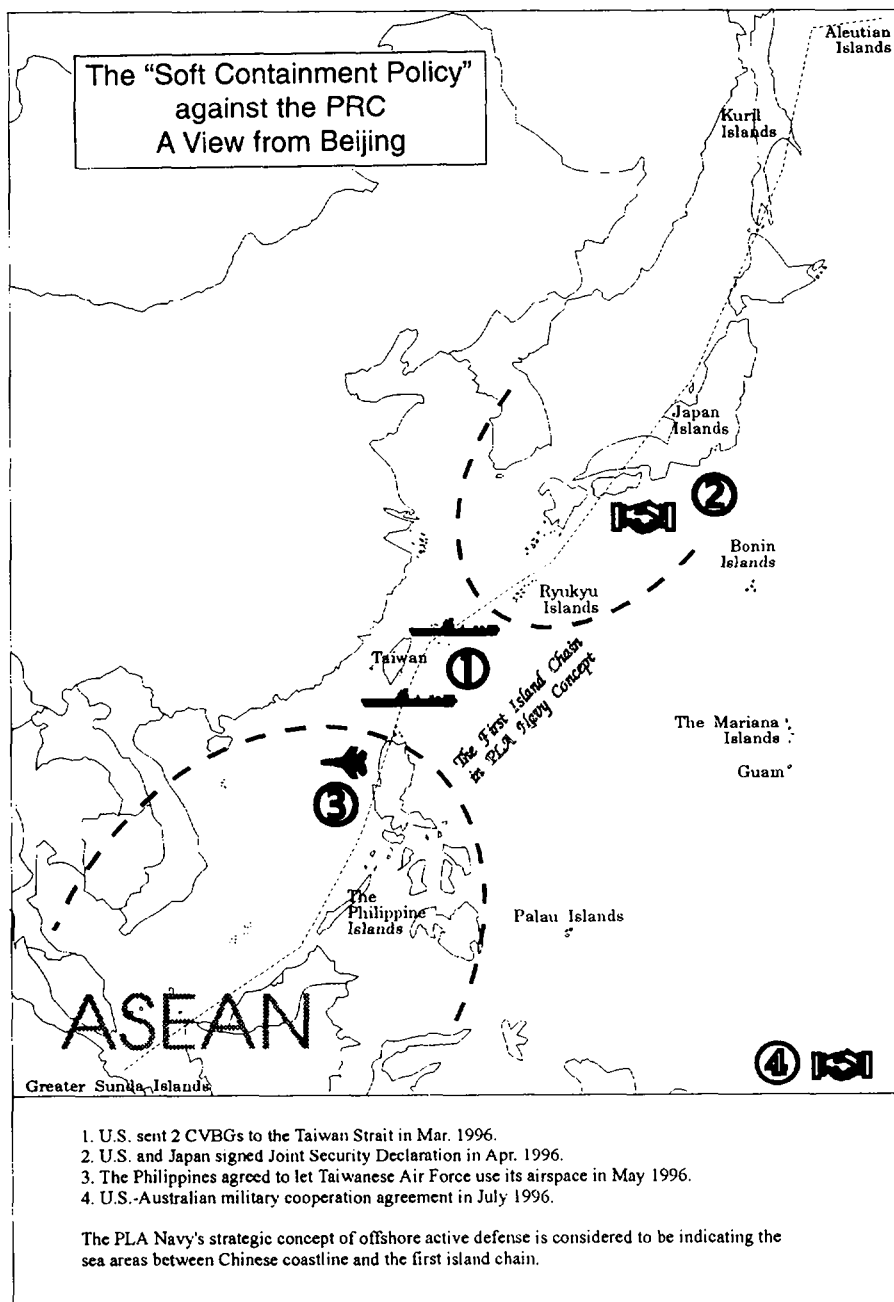 The “Soft Containment Policy”
against the PRC
A View from Beijing
Aleutian
Islands
Kuril
Islands
Japan
Islands
②
Bonin
Islands
Ryukyu
Islands
Taiwan
①
The First Island Chain
in PLA Navy Concept
The Mariana
Islands
Guam
③
The
Philippine
Islands
Palau Islands
ASEAN
Greater Sunda Islands
④
1. U.S. sent 2 CVBGs to the Taiwan Strait in Mar. 1996.
2. U.S. and Japan signed Joint Security Declaration in Apr. 1996.
3. The Philippines agreed to let Taiwanese Air Force use its airspace in May 1996.
4. U.S.-Australian military cooperation agreement in July 1996.
The PLA Navy's strategic concept of offshore active defense is considered to be indicating the
sea areas between Chinese coastline and the first island chain.